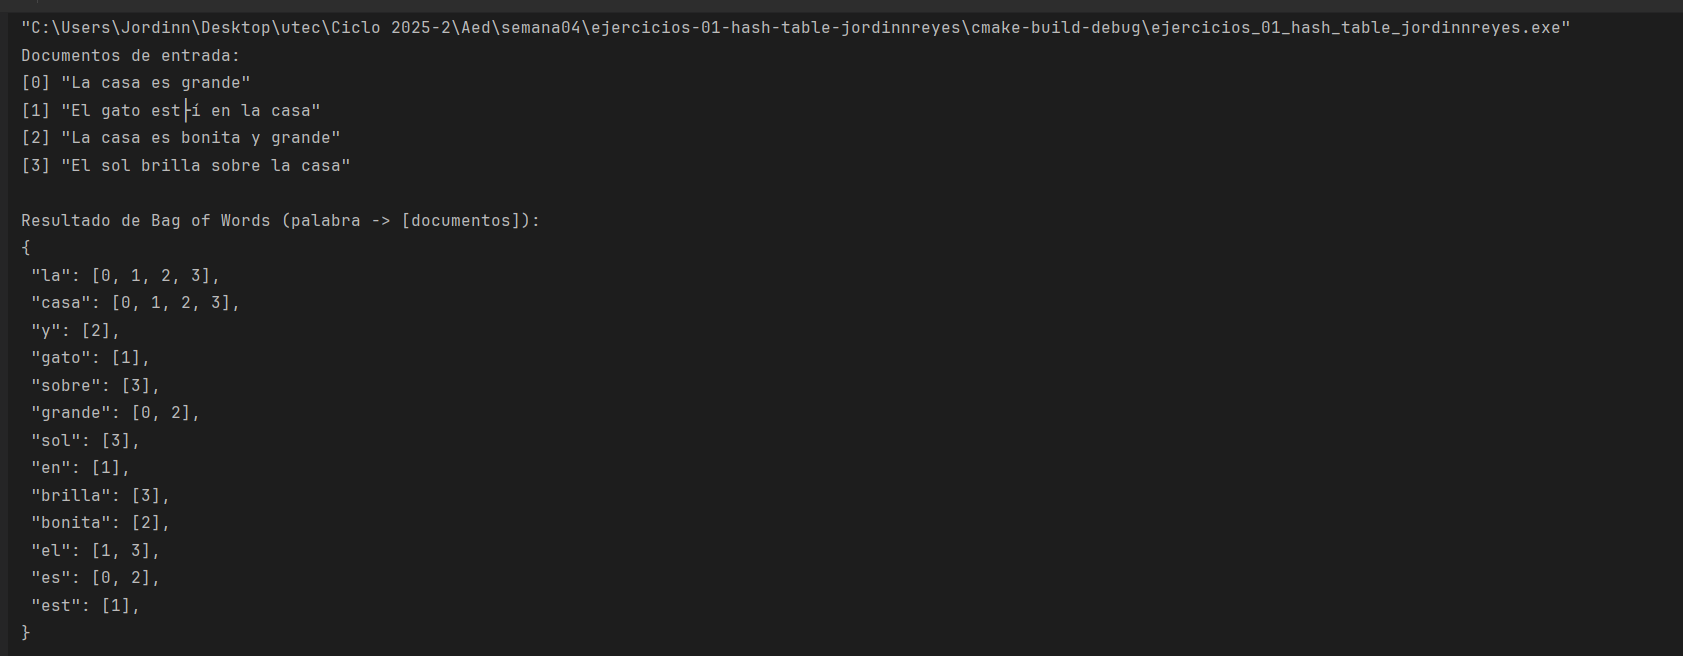 "C:\Users\Jordinn\Desktop\utec\Ciclo 2025-2\Aed\semana04\ejercicios-01-hash-table-jordinnreyes\cmake-build-debug\ejercicios_01_hash_table_jordinnreyes.exe"
Documentos de entrada:
[0] "La casa es grande"
[1] "El gato est├í en la casa"
[2] "La casa es bonita y grande"
[3] "El sol brilla sobre la casa"
Resultado de Bag of Words (palabra -> [documentos]):
{
"la": [0, 1, 2, 3],
"casa": [0, 1, 2, 3],
"y": [2],
"gato": [1],
"sobre": [3],
"grande": [0, 2],
"sol": [3],
"en": [1],
"brilla": [3],
"bonita": [2],
"el": [1, 3],
"es": [0, 2],
"est": [1],
}